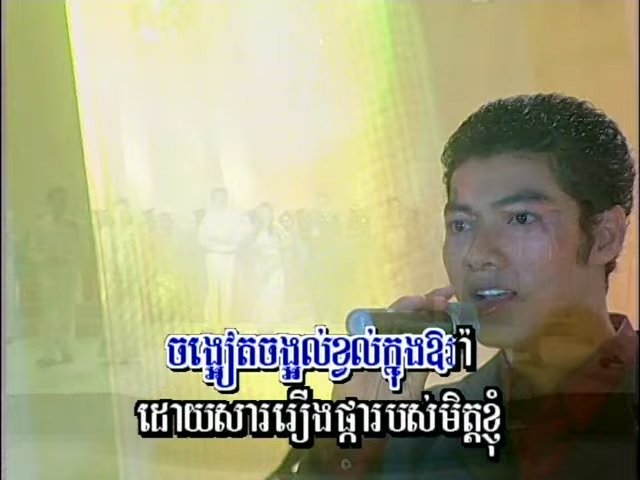 ចង្អៀតចង្អល់ខ្វល់ក្នុងឱរ៉ា
ដោយសាររឿងផ្ការបស់មិត្តខ្ញុំ